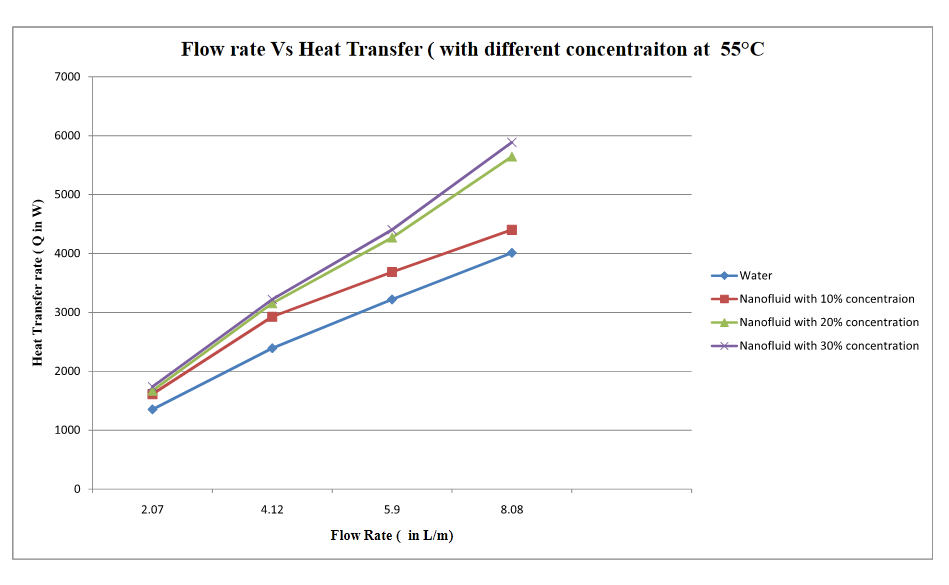 Flow rate Vs Heat Transfer ( with different concentraiton at 55°C
7000
6000
5000
4000
3000
2000
1000
0
Heat Transfer rate ( Q in W)
2.07 4.12 5.9 8.08
Flow Rate ( in L/m)
Water
Nanofluid with 10% concentraion
Nanofluid with 20% concentration
Nanofluid with 30% concentration